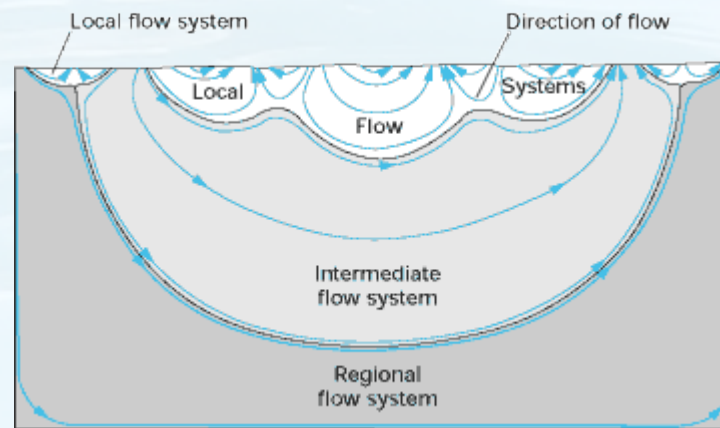 Local flow system
Direction of flow
Local
Systems
Flow
Intermediate
flow system
Regional
flow system